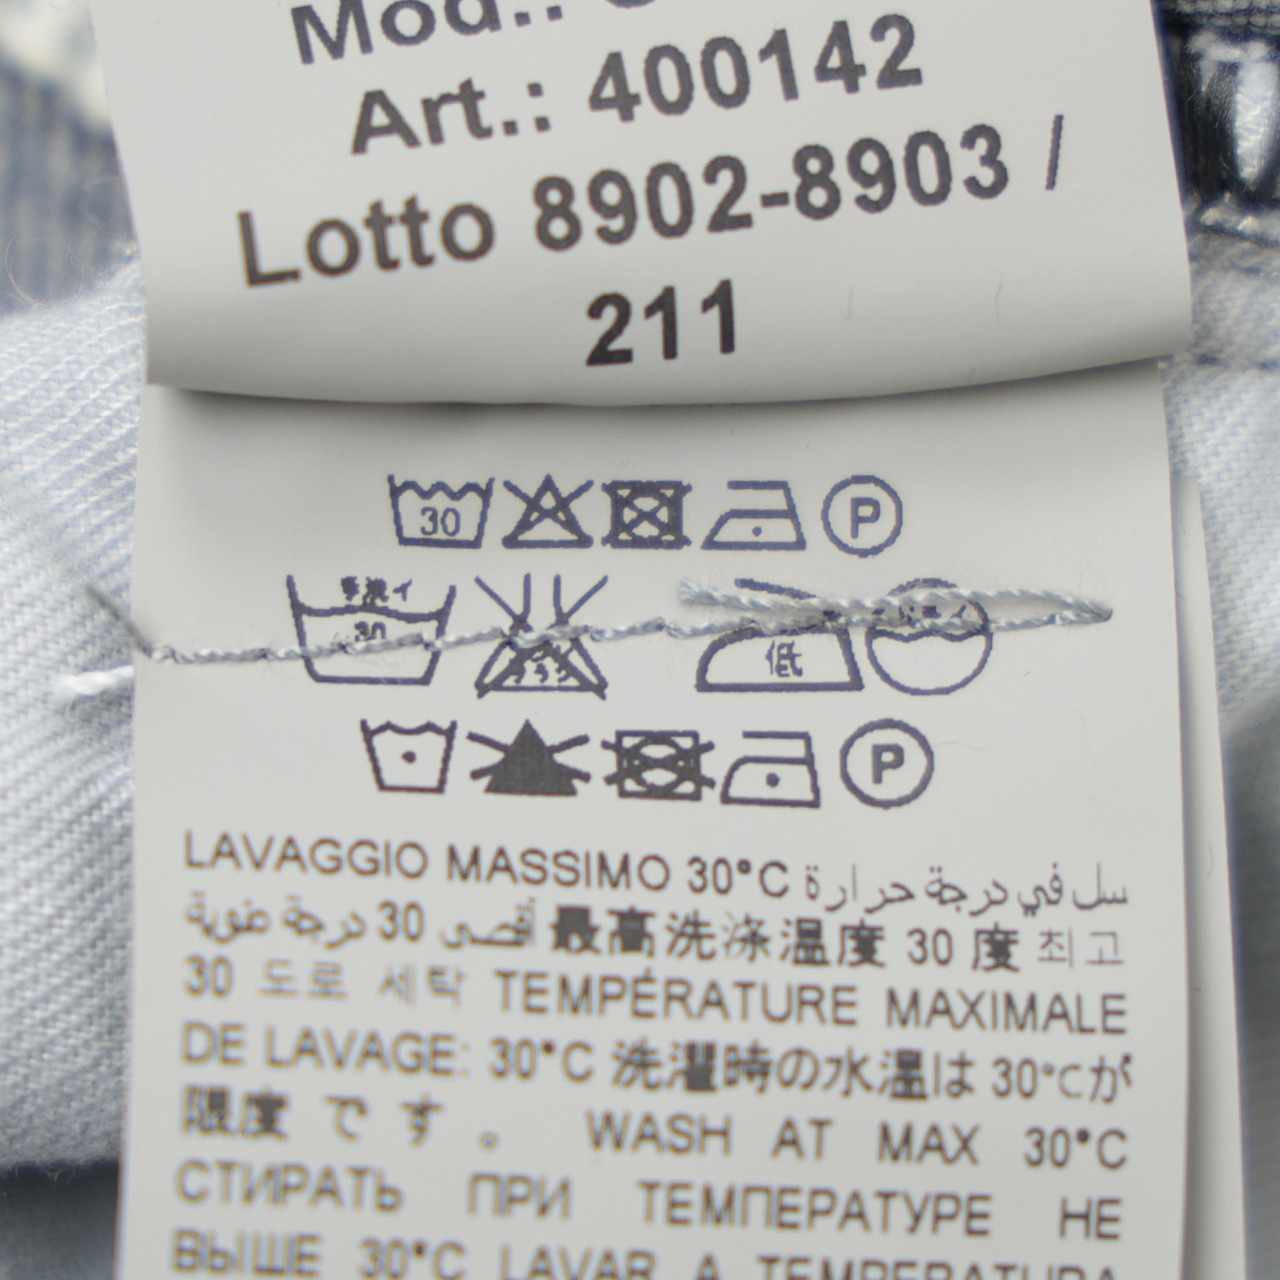 Mod.:
Art.: 400142
Lotto 8902-8903 /
211
30 P
30
低
P
LAVAGGIO MASSIMO 30°C سل في درجة حرارة
أقصى 30 درجة مئوية 最高洗涤温度 30 度 최고
30 도로 세탁 TEMPÉRATURE MAXIMALE
DE LAVAGE: 30°C 洗濯時の水温は 30°Cが
限度です。 WASH AT MAX 30°C
СТИРАТЬ ПРИ ТЕМПЕРАТУРЕ НЕ
ВЫШЕ 30°C LAVAR A TEMPERATURA